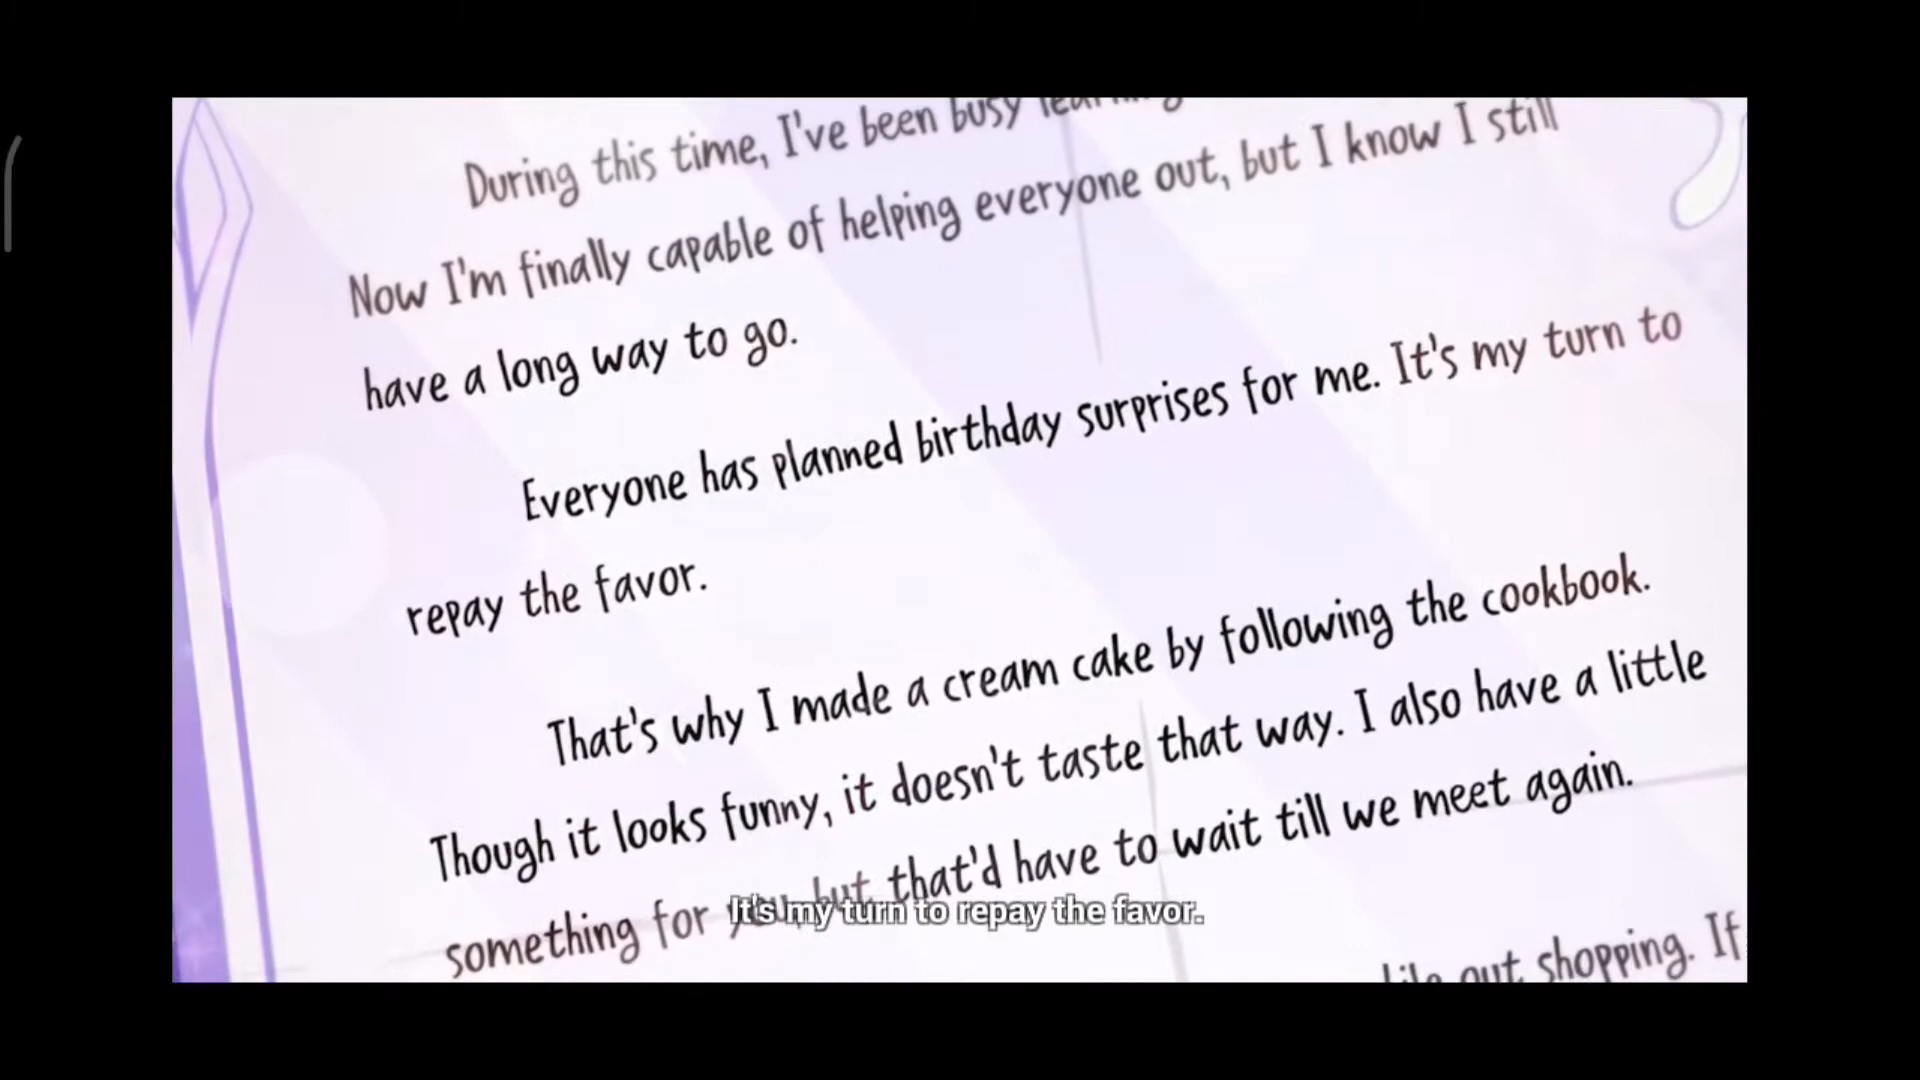 During this time, I've been busy learning
Now I'm finally capable of helping everyone out, but I know I still
have a long way to go.
Everyone has planned birthday surprises for me. It's my turn to
repay the favor.
That's why I made a cream cake by following the cookbook.
Though it looks funny, it doesn't taste that way. I also have a little
something for you but that'd have to wait till we meet again.
It's my turn to repay the favor.
out shopping. If